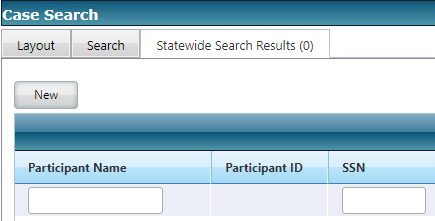 Case Search
Layout Search Statewide Search Results (0)
New
Participant Name Participant ID SSN